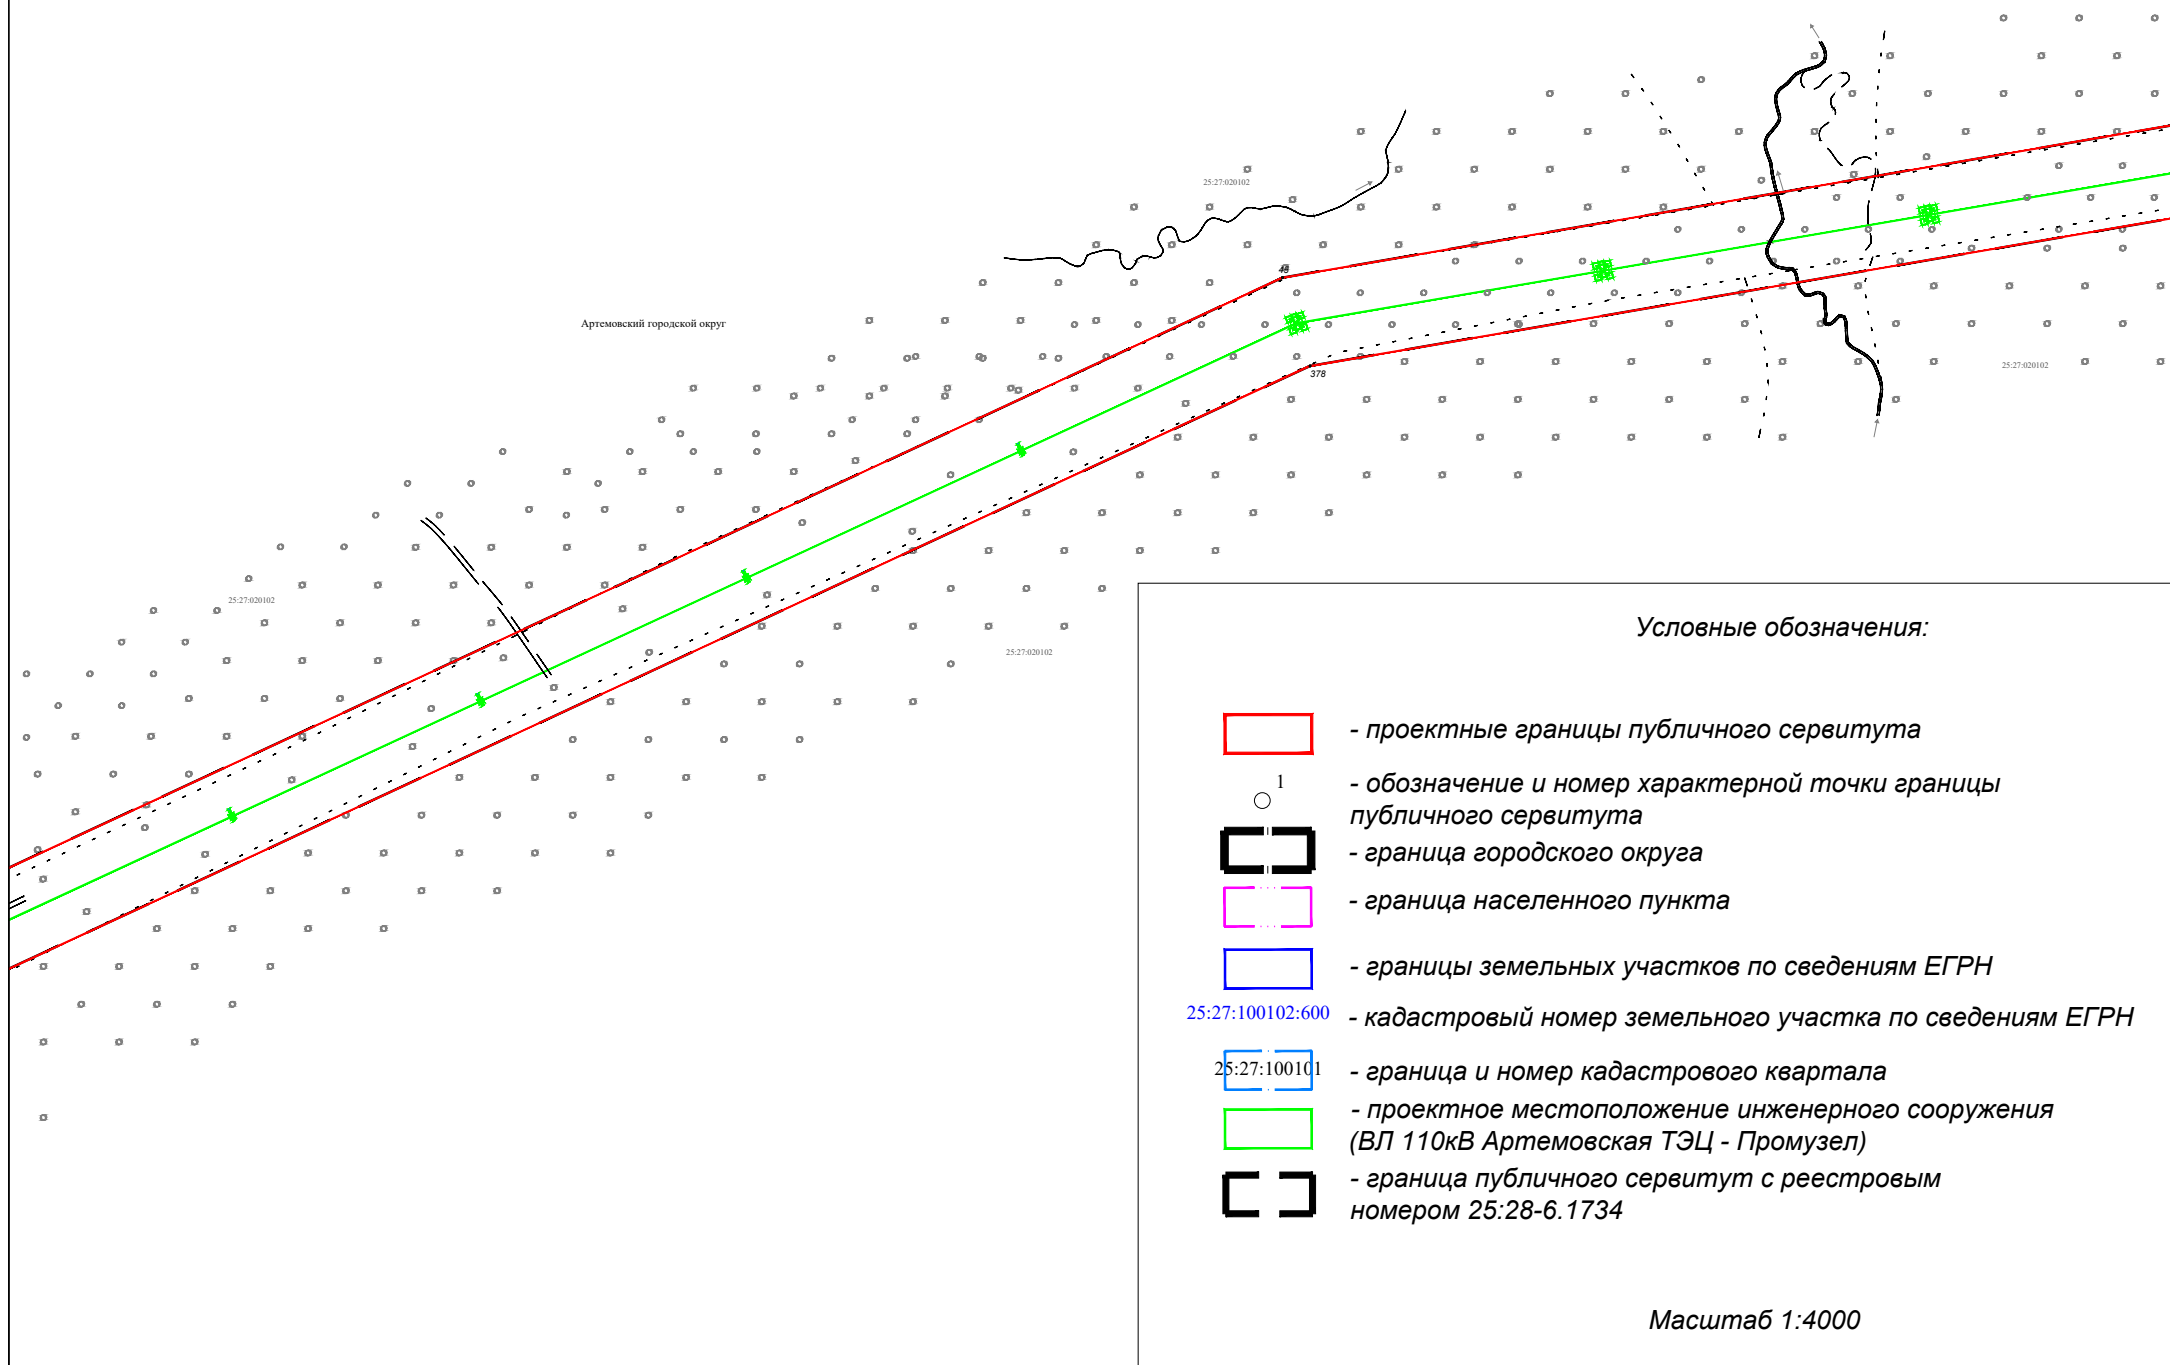 25:27:020102
48
Артемовский городской округ
25:27:020102
378
25:27:020102
25:27:020102
Условные обозначения:
- проектные границы публичного сервитута
1
- обозначение и номер характерной точки границы
публичного сервитута
- граница городского округа
- граница населенного пункта
- границы земельных участков по сведениям ЕГРН
25:27:100102:600 - кадастровый номер земельного участка по сведениям ЕГРН
25:27:100101 - граница и номер кадастрового квартала
- проектное местоположение инженерного сооружения
(ВЛ 110кВ Артемовская ТЭЦ - Промузел)
- граница публичного сервитут с реестровым
номером 25:28-6.1734
Масштаб 1:4000